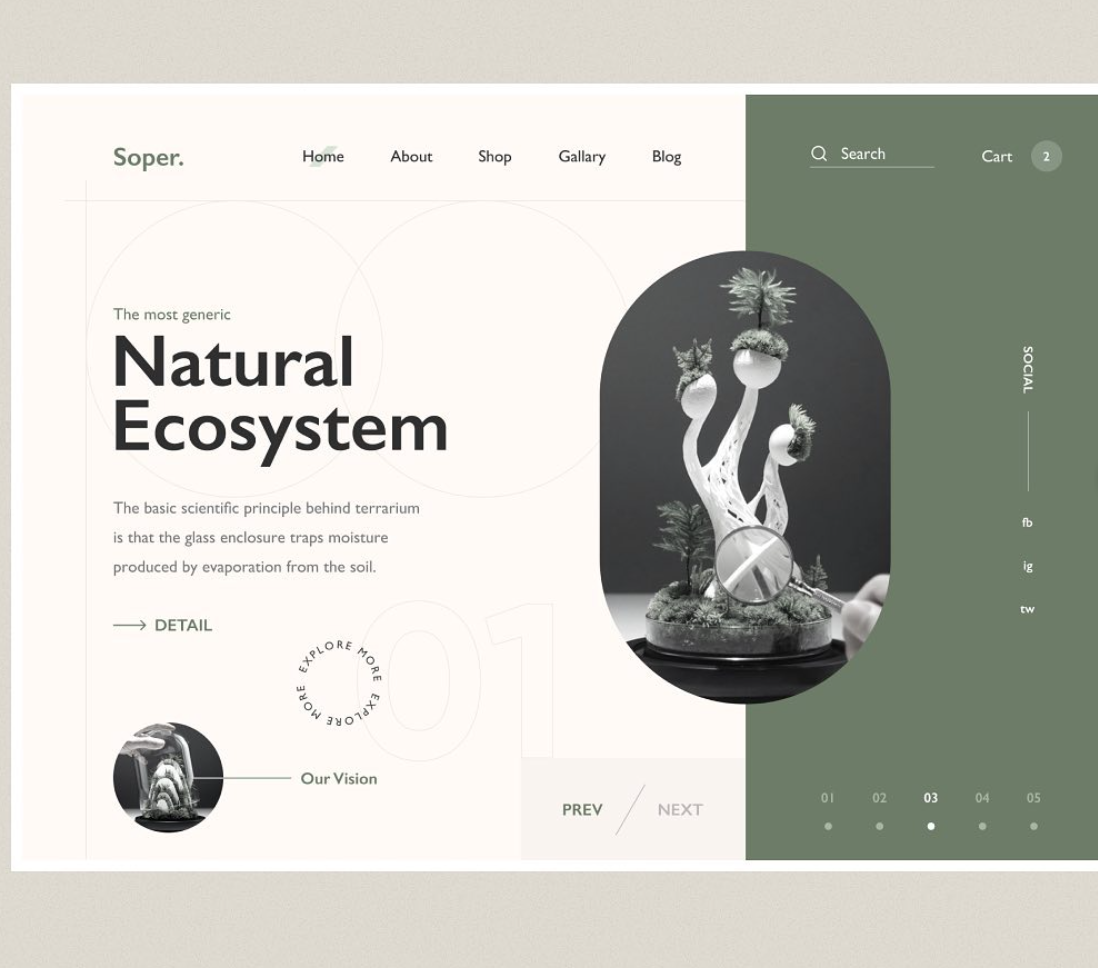 Soper.
Home About Shop Gallary Blog
Search
Cart 2
The most generic
Natural
Ecosystem
The basic scientific principle behind terrarium
is that the glass enclosure traps moisture
produced by evaporation from the soil.
DETAIL
EXPLORE MORE EXPLORE MORE
01
Our Vision
PREV / NEXT
SOCIAL
fb
ig
tw
01 02 03 04 05